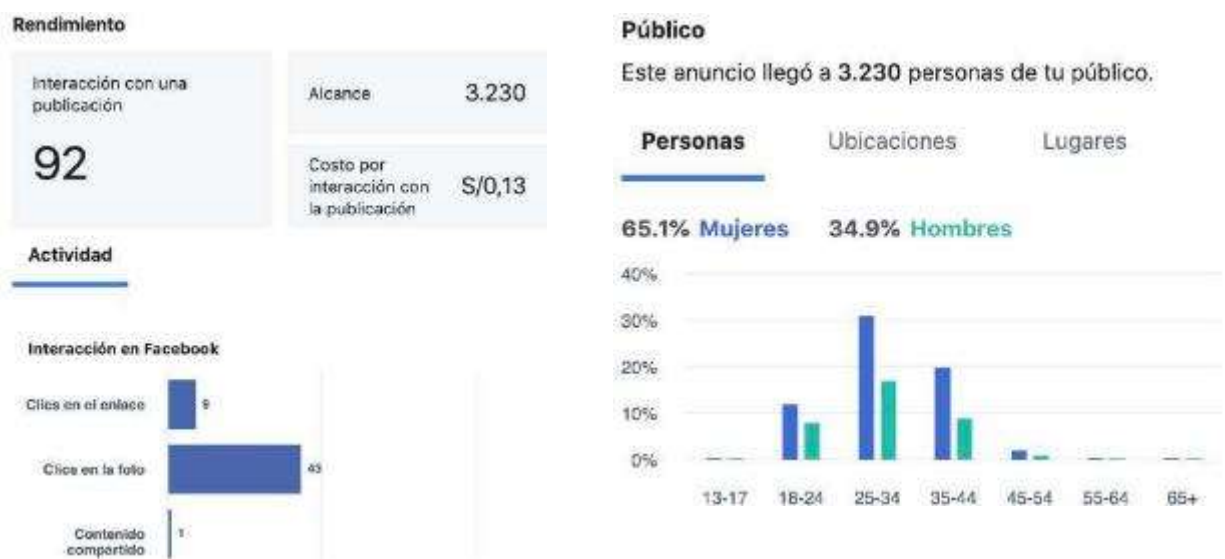 Rendimiento
Interacción con una
publicación
92
Alcance 3.230
Costo por
interacción con
la publicación
S/0,13
Actividad
Interacción en Facebook
Clics en el enlace 9
Clics en la foto 43
Contenido
compartido
1
Público
Este anuncio llegó a 3.230 personas de tu público.
Personas Ubicaciones Lugares
65.1% Mujeres 34.9% Hombres
40%
30%
20%
10%
0%
13-17 18-24 25-34 35-44 45-54 55-64 65+